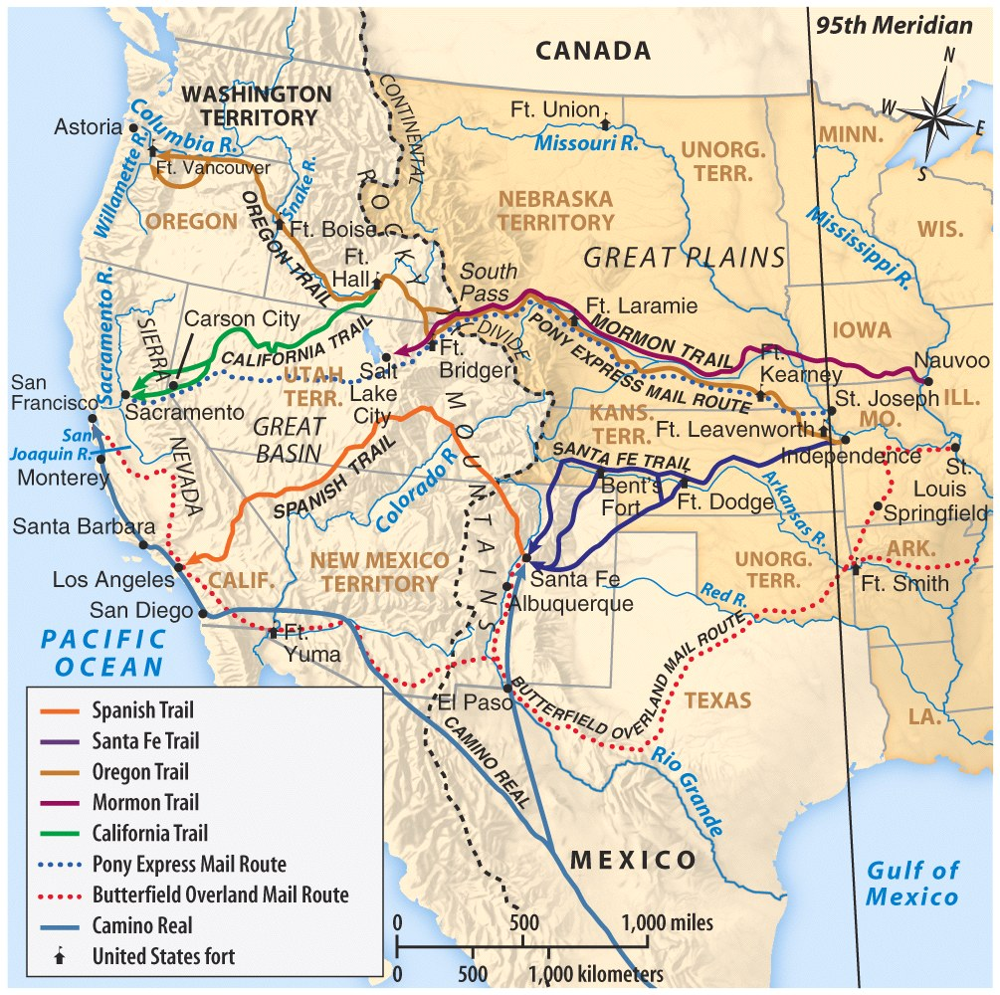 95th Meridian
CANADA
N
W
E
S
WASHINGTON
TERRITORY
CONTINENTAL
DIVIDE
Ft. Union
Missouri R.
MINN.
Astoria
Columbia R.
Willamette R.
Ft. Vancouver
Snake R.
UNORG.
TERR.
OREGON
OREGON TRAIL
Ft. Boise
ROCKY
MOUNTAINS
NEBRASKA
TERRITORY
Mississippi R.
WIS.
GREAT PLAINS
Ft.
Hall
South
Pass
Sacramento R.
SIERRA
NEVADA
Carson City
CALIFORNIA TRAIL
Ft. Laramie
MORMON TRAIL
PONY EXPRESS MAIL ROUTE
IOWA
Ft.
Bridger
Ft.
Kearney
Nauvoo
UTAH
TERR.
Salt
Lake
City
San
Francisco
Sacramento
St. Joseph
ILL.
MO.
KANS.
TERR.
Ft. Leavenworth
GREAT
BASIN
San
Joaquin R.
Monterey
SPANISH TRAIL
Colorado R.
SANTA FE TRAIL
Independence
St.
Louis
Bent's
Fort
Ft. Dodge
Arkansas R.
Springfield
Santa Barbara
NEW MEXICO
TERRITORY
UNORG.
TERR.
ARK.
Los Angeles
CALIF.
Santa Fe
Ft. Smith
San Diego
Albuquerque
Red R.
PACIFIC
OCEAN
Ft.
Yuma
El Paso
BUTTERFIELD OVERLAND MAIL ROUTE
TEXAS
LA.
CAMINO REAL
Rio Grande
MEXICO
Gulf of
Mexico
Spanish Trail
Santa Fe Trail
Oregon Trail
Mormon Trail
California Trail
Pony Express Mail Route
Butterfield Overland Mail Route
Camino Real
United States fort
0 500 1,000 miles
0 500 1,000 kilometers